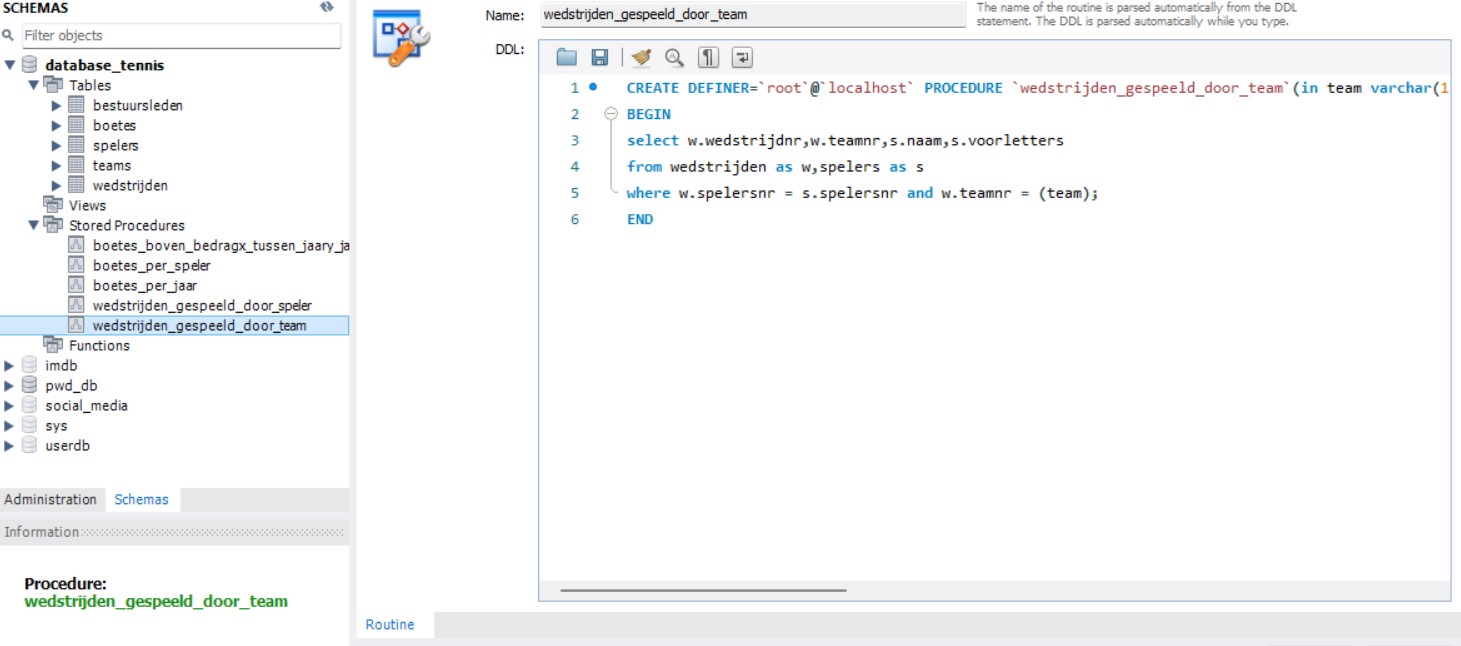 SCHEMAS
Filter objects
database_tennis
Tables
bestuursleden
boetes
spelers
teams
wedstrijden
Views
Stored Procedures
boetes_boven_bedragx_tussen_jaary_ja
boetes_per_speler
boetes_per_jaar
wedstrijden_gespeeld_door_speler
wedstrijden_gespeeld_door_team
Functions
imdb
pwd_db
social_media
sys
userdb
Administration Schemas
Information
Procedure:
wedstrijden_gespeeld_door_team
Name: wedstrijden_gespeeld_door_team
The name of the routine is parsed automatically from the DDL
statement. The DDL is parsed automatically while you type.
DDL:
1 CREATE DEFINER=`root`@`localhost` PROCEDURE `wedstrijden_gespeeld_door_team`(in team varchar(1
2 BEGIN
3 select w.wedstrijdnr,w.teamnr,s.naam,s.voorletters
4 from wedstrijden as w,spelers as s
5 where w.spelersnr = s.spelersnr and w.teamnr = (team);
6 END
Routine